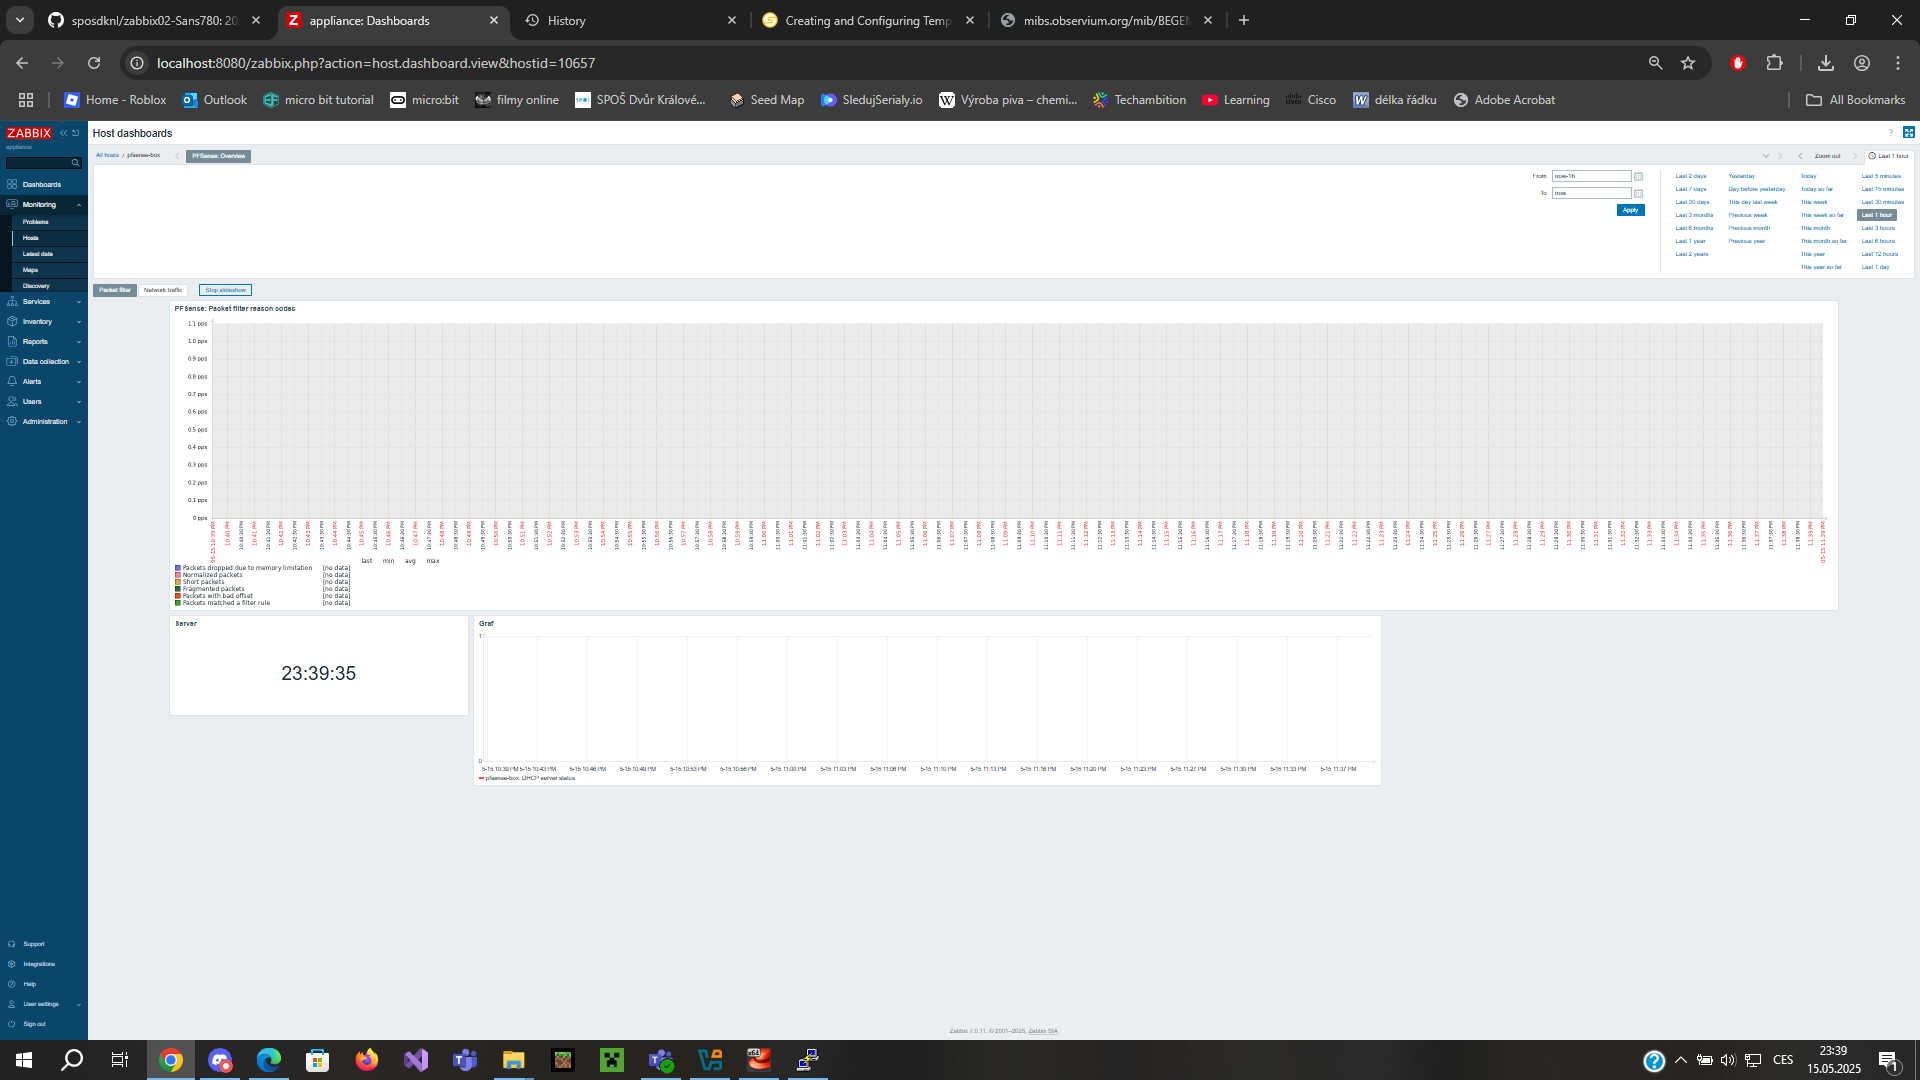 sposdknl/zabbix02-Sans780: 20
appliance: Dashboards
History
Creating and Configuring Temp
mibs.observium.org/mib/BEGEM
localhost:8080/zabbix.php?action=host.dashboard.view&hostid=10657
Home - Roblox
Outlook
micro bit tutorial
micro:bit
filmy online
SPOŠ Dvůr Králové...
Seed Map
SledujSerialy.io
Výroba piva – chemi...
Techambition
Learning
Cisco
délka řádku
Adobe Acrobat
All Bookmarks
ZABBIX
appliance
Dashboards
Monitoring
Problems
Hosts
Latest data
Maps
Discovery
Services
Inventory
Reports
Data collection
Alerts
Users
Administration
Support
Integrations
Help
User settings
Sign out
Host dashboards
All hosts / pfsense-box
PFSense: Overview
Zoom out
Last 1 hour
From now-1h
To now
Apply
Last 2 days Yesterday Today Last 5 minutes
Last 7 days Day before yesterday Today so far Last 15 minutes
Last 30 days This day last week This week Last 30 minutes
Last 3 months Previous week This week so far Last 1 hour
Last 6 months Previous month This month Last 3 hours
Last 1 year Previous year This month so far Last 6 hours
Last 2 years This year Last 12 hours
This year so far Last 1 day
Packet filter Network traffic Stop slideshow
PFSense: Packet filter reason codes
1.1 pps
1.0 pps
0.9 pps
0.8 pps
0.7 pps
0.6 pps
0.5 pps
0.4 pps
0.3 pps
0.2 pps
0.1 pps
0 pps
last min avg max
Packets dropped due to memory limitation [no data]
Normalized packets [no data]
Short packets [no data]
Fragmented packets [no data]
Packets with bad offset [no data]
Packets matched a filter rule [no data]
Server
23:39:35
Graf
1
0
5-15 10:39 PM 5-15 10:43 PM 5-15 10:46 PM 5-15 10:49 PM 5-15 10:53 PM 5-15 10:56 PM 5-15 11:00 PM 5-15 11:03 PM 5-15 11:06 PM 5-15 11:10 PM 5-15 11:13 PM 5-15 11:16 PM 5-15 11:20 PM 5-15 11:23 PM 5-15 11:27 PM 5-15 11:30 PM 5-15 11:33 PM 5-15 11:37 PM
pfsense-box: DHCP server status
Zabbix 7.0.11. © 2001–2025, Zabbix SIA
CES
23:39
15.05.2025
1